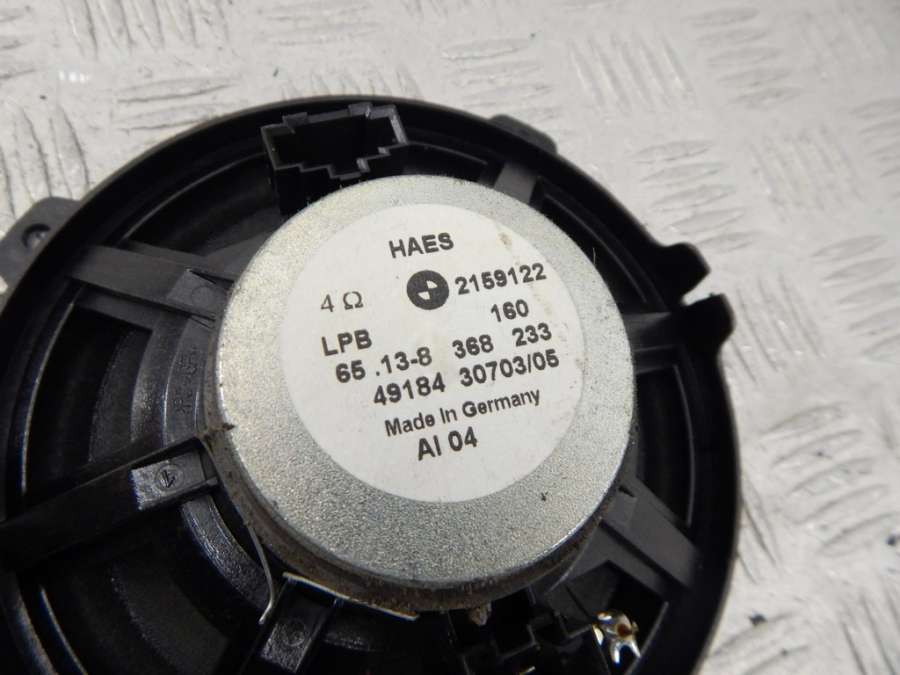 HAES
4 Ω 2159122
LPB 160
65 .13-8 368 233
49184 30703/05
Made In Germany
AI 04